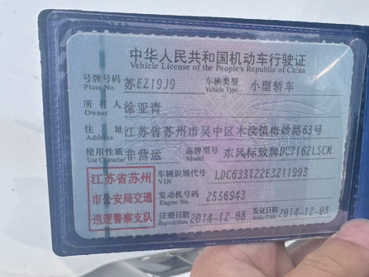 中华人民共和国机动车行驶证
Vehicle License of the People's Republic of China
号牌号码 苏EZ19J9 车辆类型 小型轿车
Plate No. Vehicle Type
所有人 徐亚青
Owner
住址 江苏省苏州市吴中区木渎镇梅岭路63号
Address
使用性质 非营运 品牌型号 东风标致牌DC7162LSCM
Use Character Model
江苏省苏州 车辆识别代号 LDC633T22E3211993
VIN
市公安局交通 发动机号码 2556943
Engine No.
巡逻警察支队 注册日期 2014-12-08 发证日期 2014-12-08
Register Date Issue Date